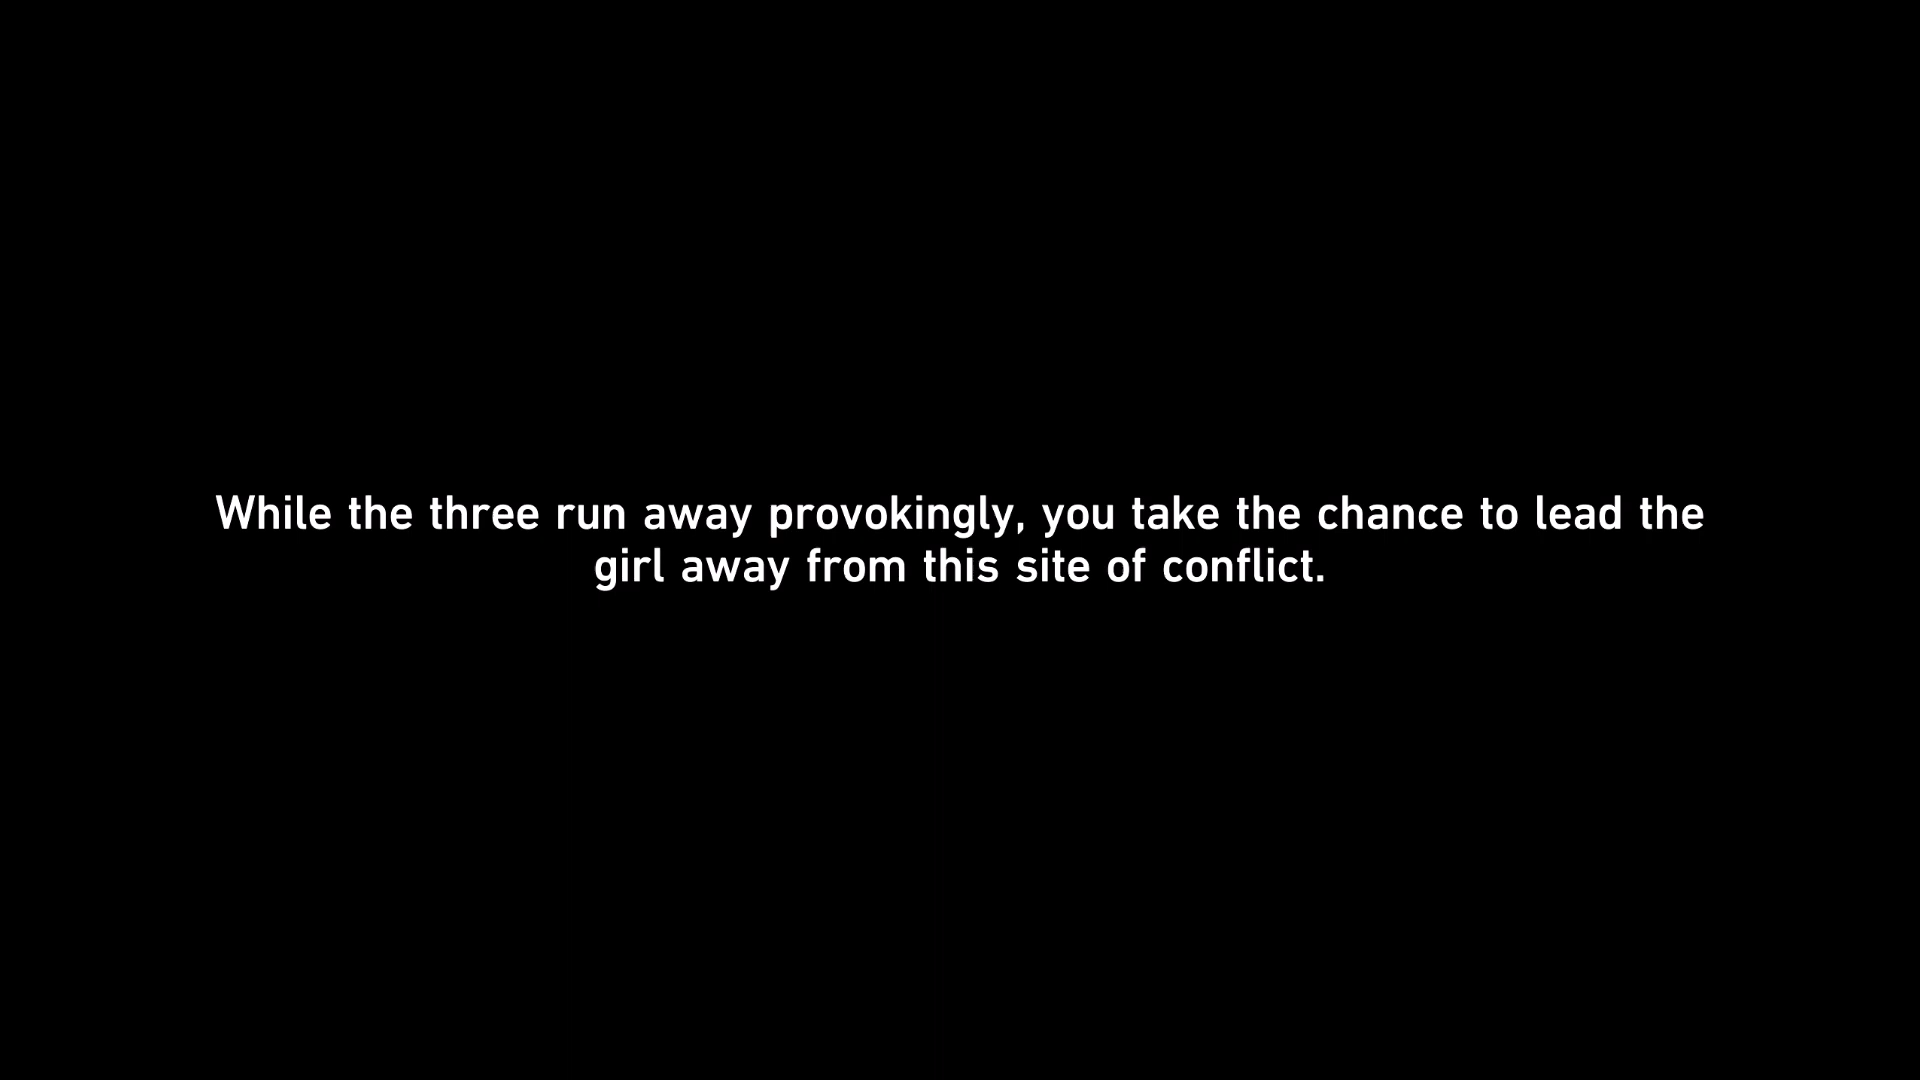 While the three run away provokingly, you take the chance to lead the
girl away from this site of conflict.